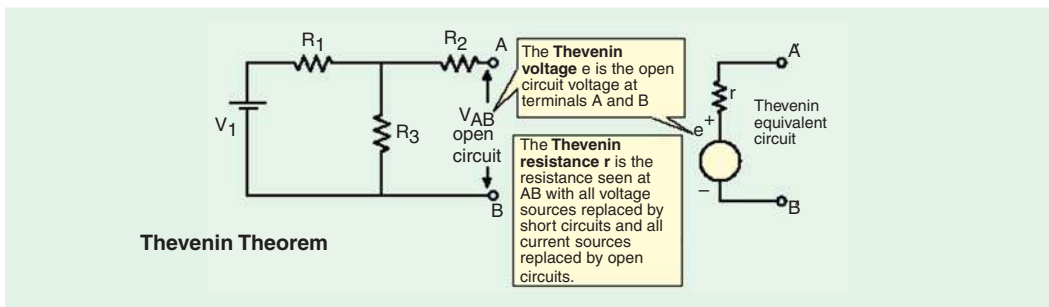 R1
R2
A
The Thevenin
voltage e is the open
circuit voltage at
terminals A and B
V1
R3
VAB
open
circuit
B
The Thevenin
resistance r is the
resistance seen at
AB with all voltage
sources replaced by
short circuits and all
current sources
replaced by open
circuits.
A′
r
Thevenin
equivalent
circuit
e
+
–
B′
Thevenin Theorem